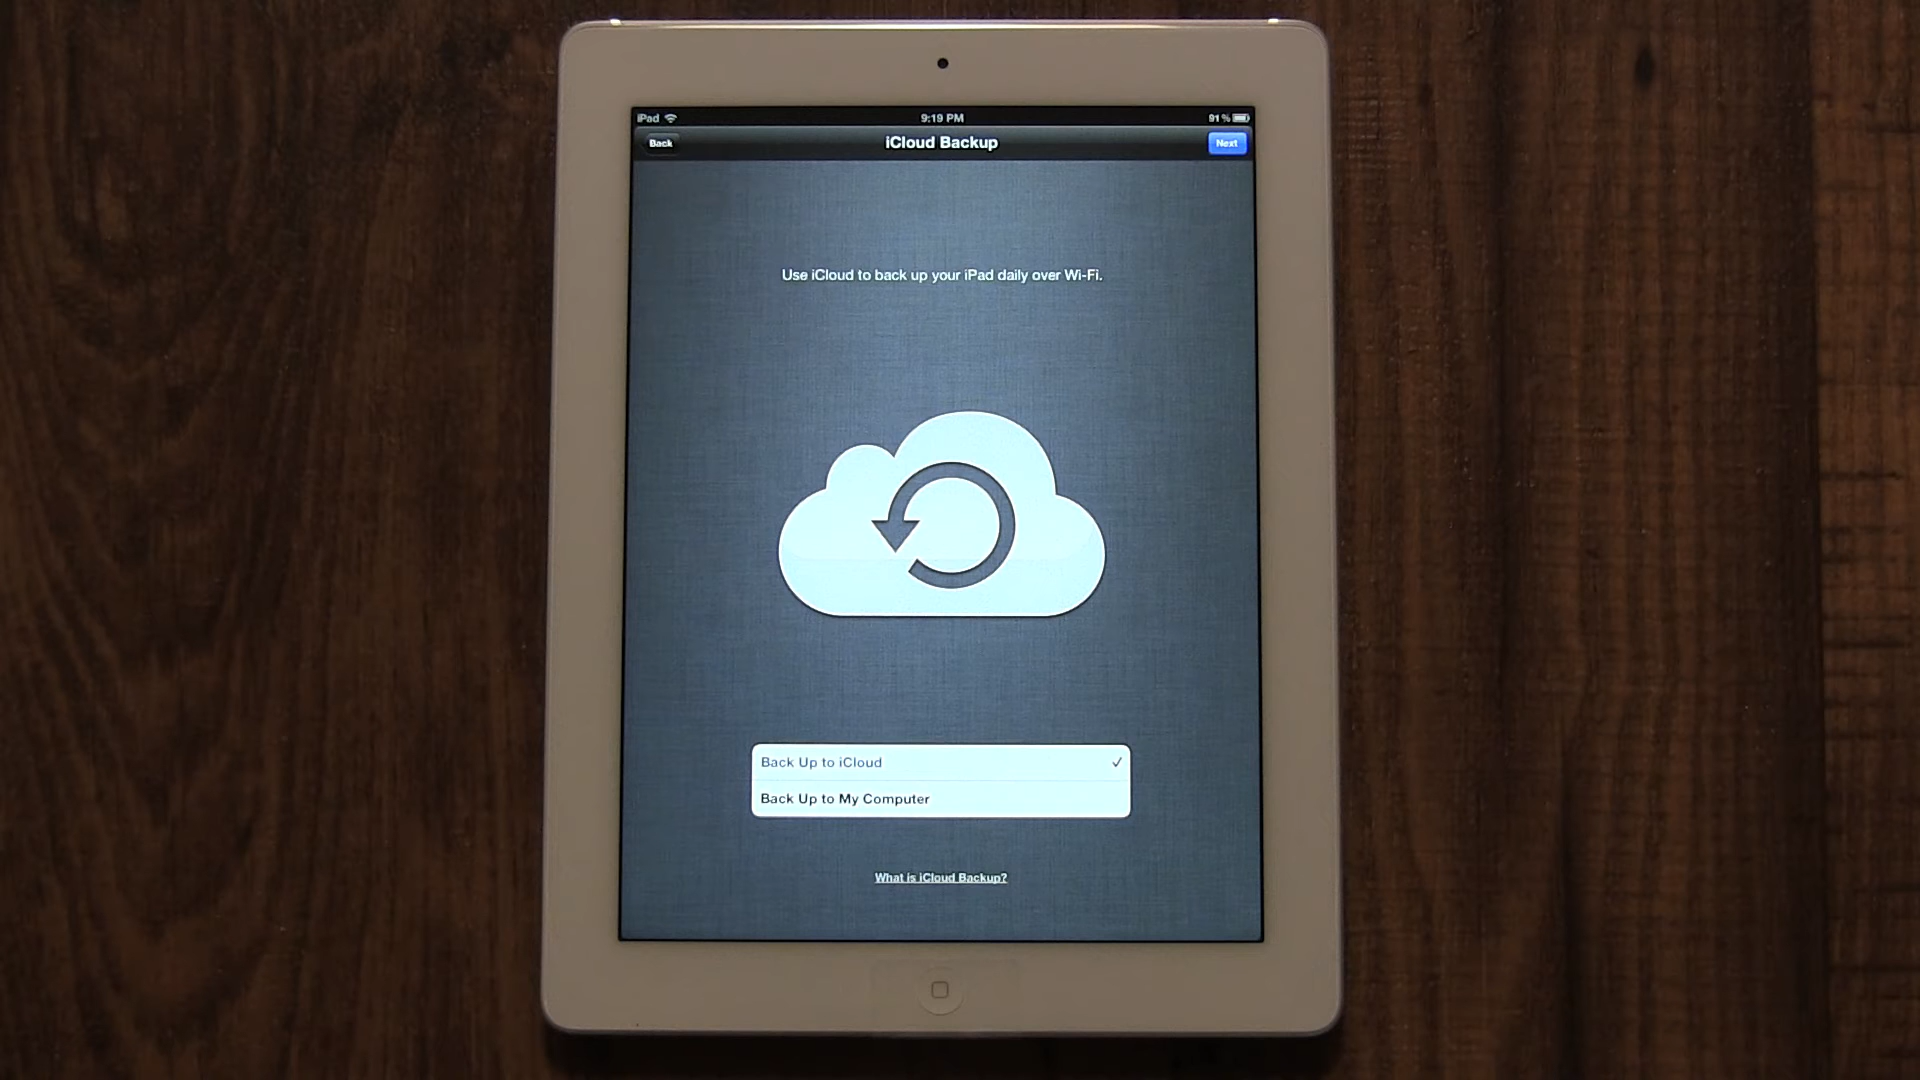 iPad 9:19 PM 91%
Back iCloud Backup Next
Use iCloud to back up your iPad daily over Wi-Fi.
Back Up to iCloud ✓
Back Up to My Computer
What is iCloud Backup?